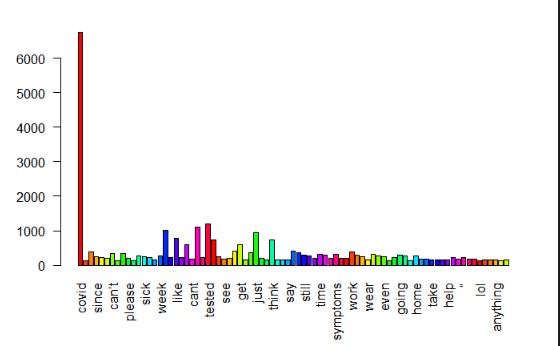 6000
5000
4000
3000
2000
1000
0
covid
since
can't
please
sick
week
like
cant
tested
see
get
just
think
say
still
time
symptoms
work
wear
even
going
home
take
help
"
lol
anything